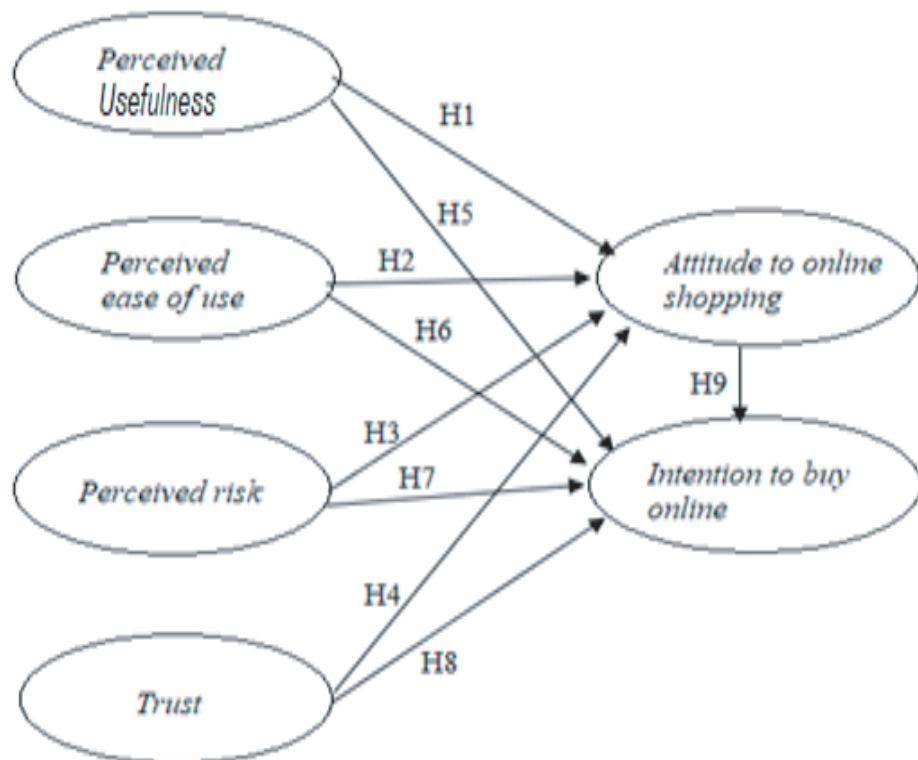 Perceived
Usefulness
H1
H5
Perceived
ease of use
H2
H6
Attitude to online
shopping
H9
H3
Perceived risk
H7
Intention to buy
online
H4
H8
Trust